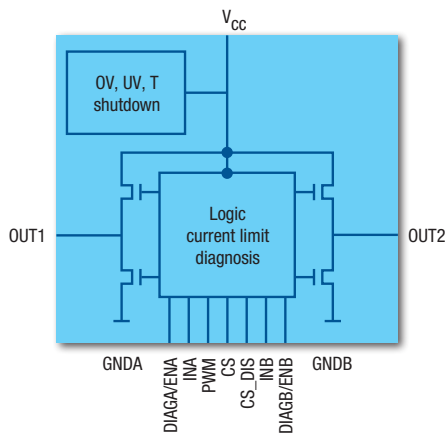 VCC
OV, UV, T
shutdown
Logic
current limit
diagnosis
OUT1
OUT2
GNDA
GNDB
DIAGA/ENA
INA
PWM
CS
CS_DIS
INB
DIAGB/ENB